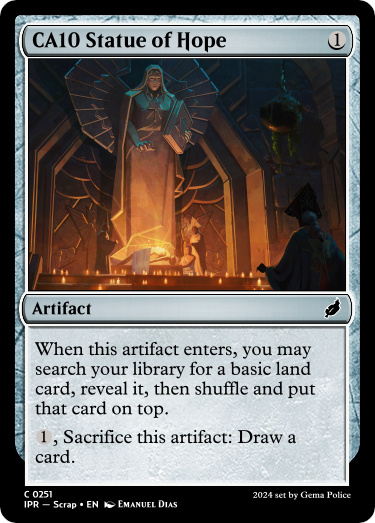 CA10 Statue of Hope 1
Artifact
When this artifact enters, you may
search your library for a basic land
card, reveal it, then shuffle and put
that card on top.
1 , Sacrifice this artifact: Draw a
card.
C 0251
IPR — Scrap • EN Emanuel Dias
2024 set by Gema Police